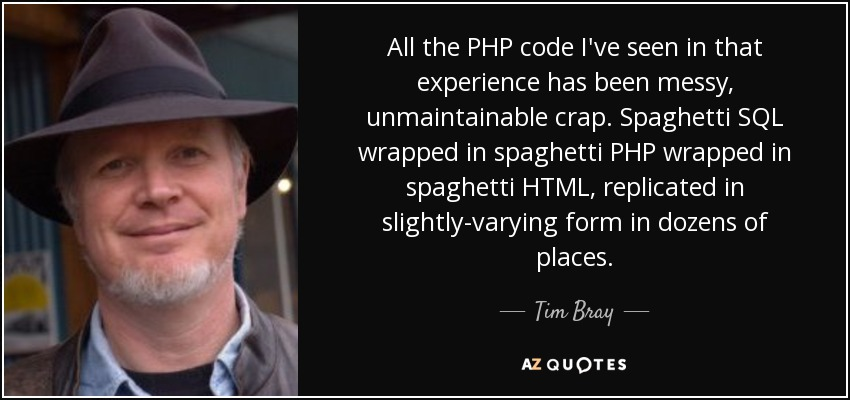 All the PHP code I've seen in that
experience has been messy,
unmaintainable crap. Spaghetti SQL
wrapped in spaghetti PHP wrapped in
spaghetti HTML, replicated in
slightly-varying form in dozens of
places.
Tim Bray
AZ QUOTES